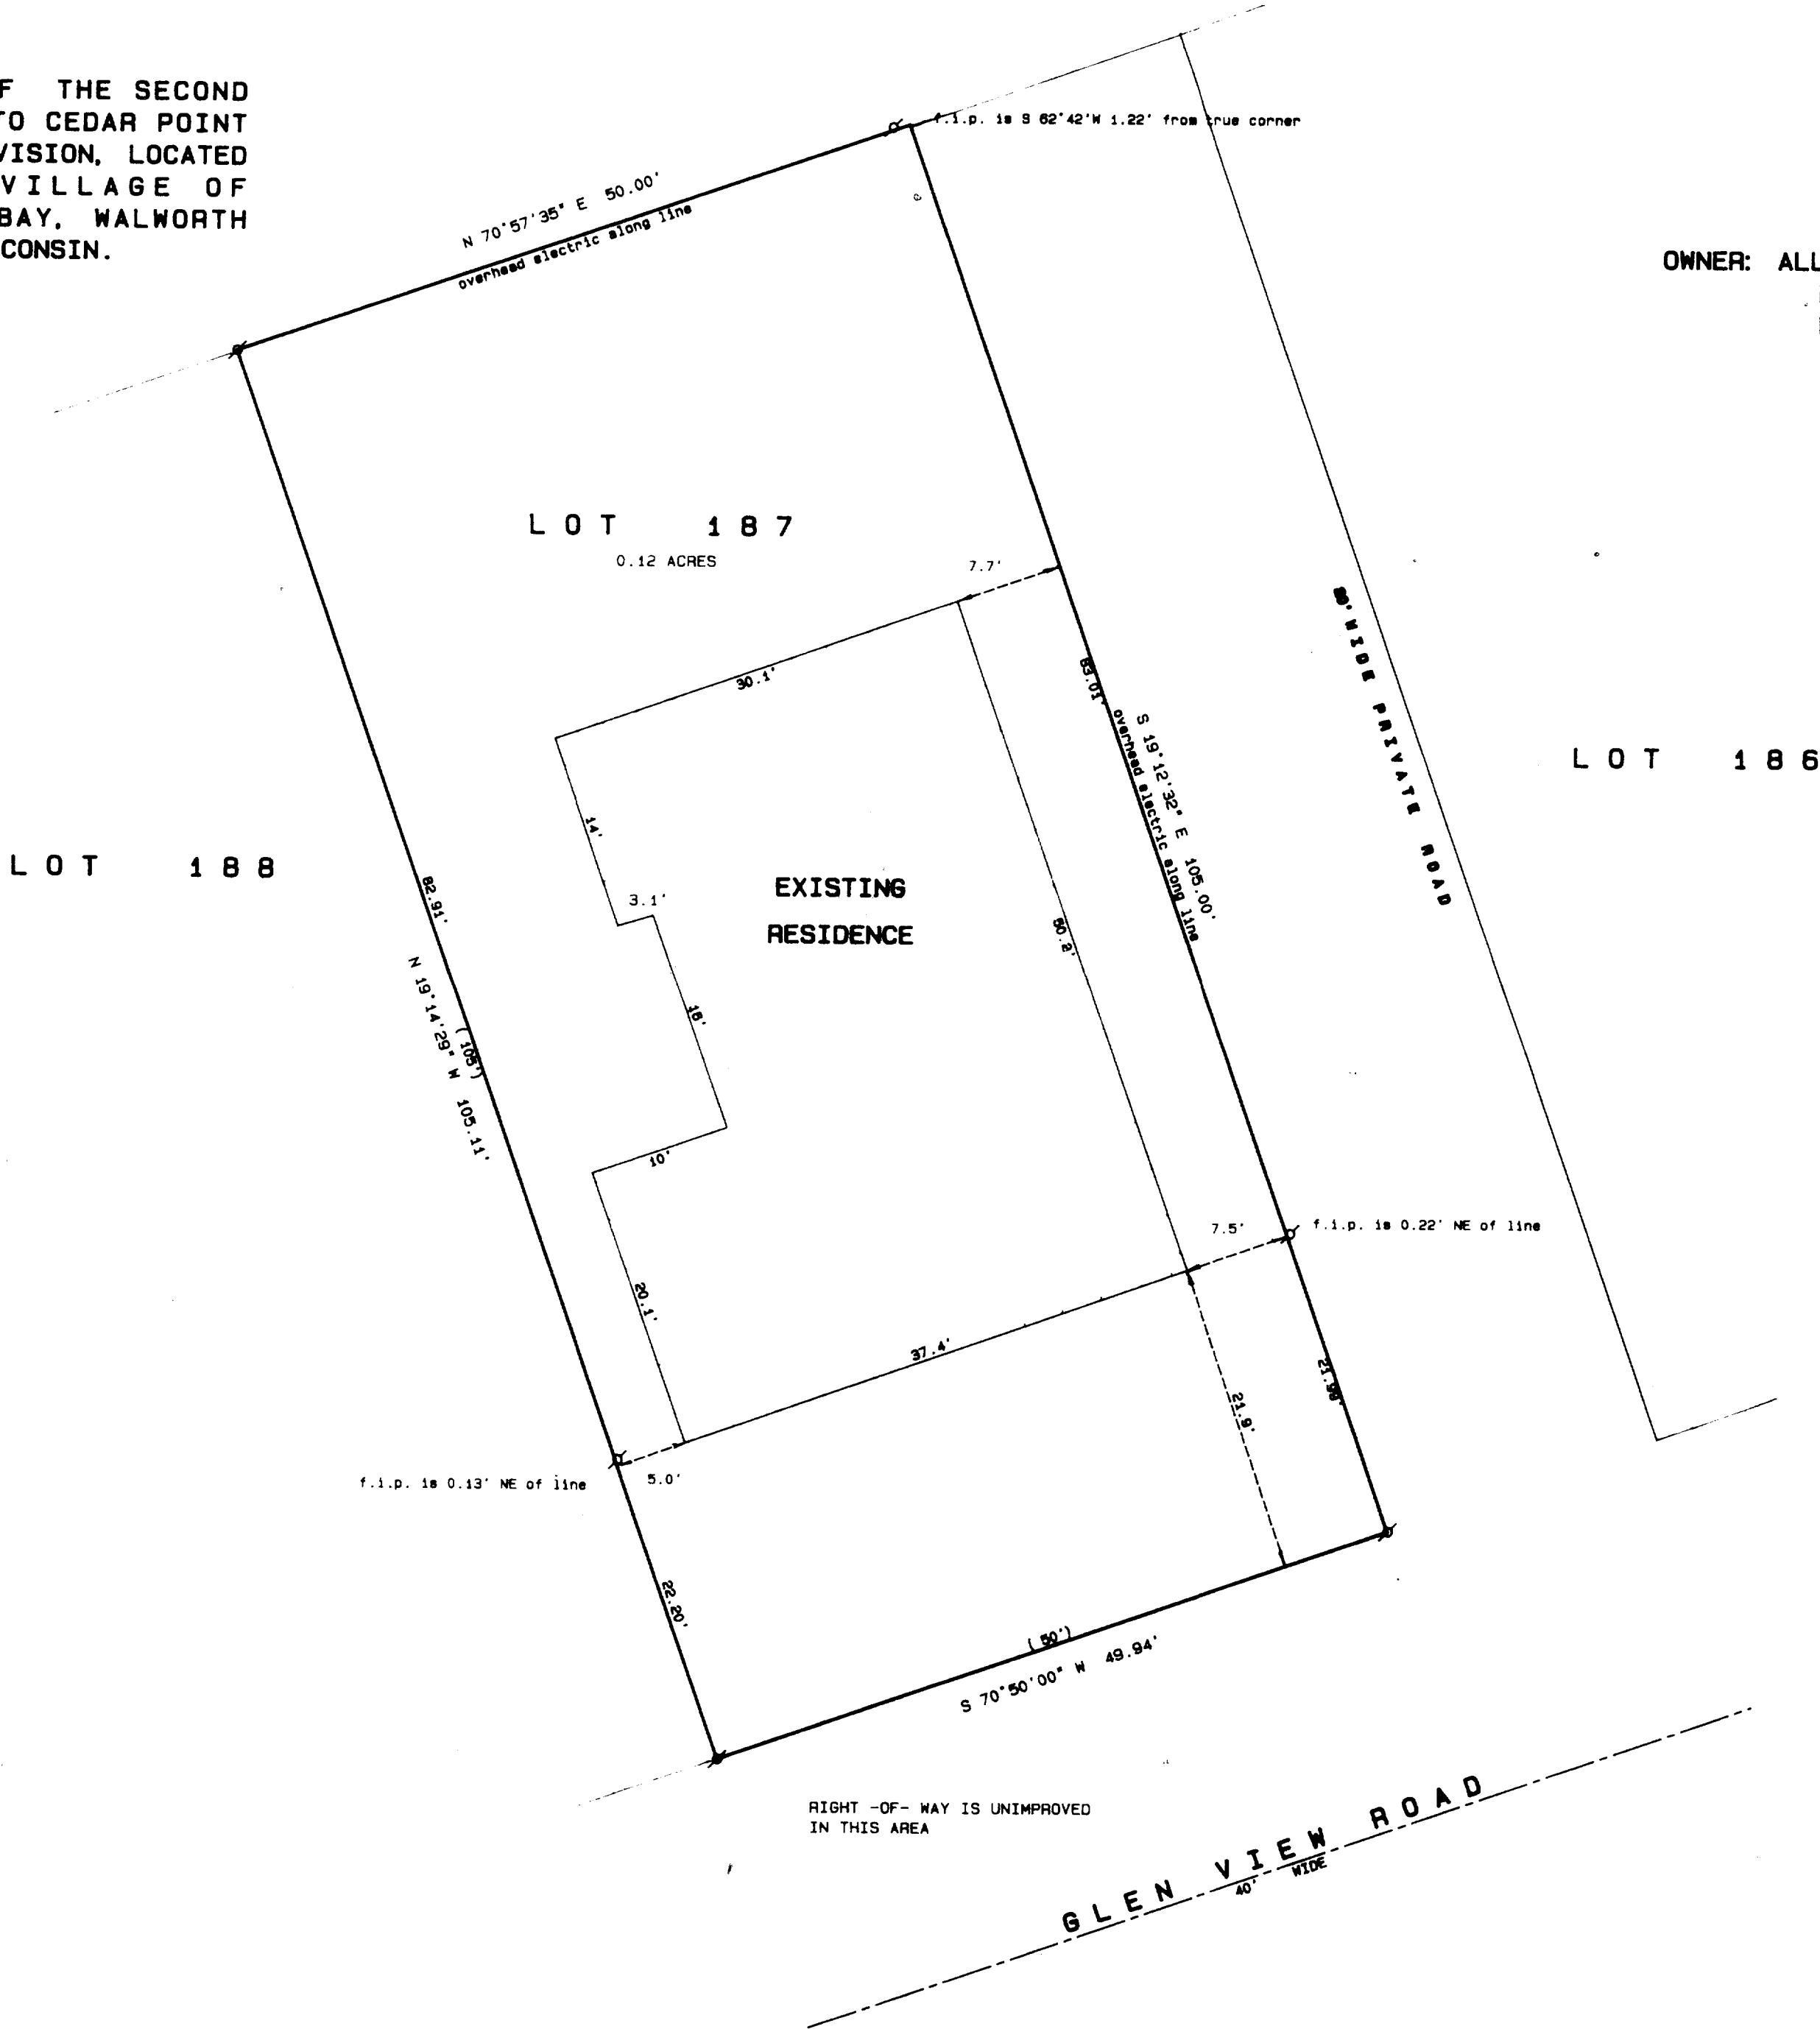 F THE SECOND
TO CEDAR POINT
VISION, LOCATED
VILLAGE OF
BAY, WALWORTH
CONSIN.
f.i.p. is S 62°42'W 1.22' from true corner
N 70°57'35" E 50.00'
overhead electric along line
OWNER: ALL
LOT 187
0.12 ACRES
7.7'
30.1'
83.01'
S 19°12'32" E 105.00'
overhead electric along line
WIDE PRIVATE ROAD
LOT 186
14'
LOT 188
82.91'
3.1'
EXISTING
RESIDENCE
50.2'
N 19°14'29" W 105.11'
(105')
16'
10'
7.5'
f.i.p. is 0.22' NE of line
20.1'
37.4'
21.99'
21.9'
f.i.p. is 0.13' NE of line
5.0'
22.20'
(50')
S 70°50'00" W 49.94'
RIGHT -OF- WAY IS UNIMPROVED
IN THIS AREA
GLEN VIEW ROAD
40' WIDE